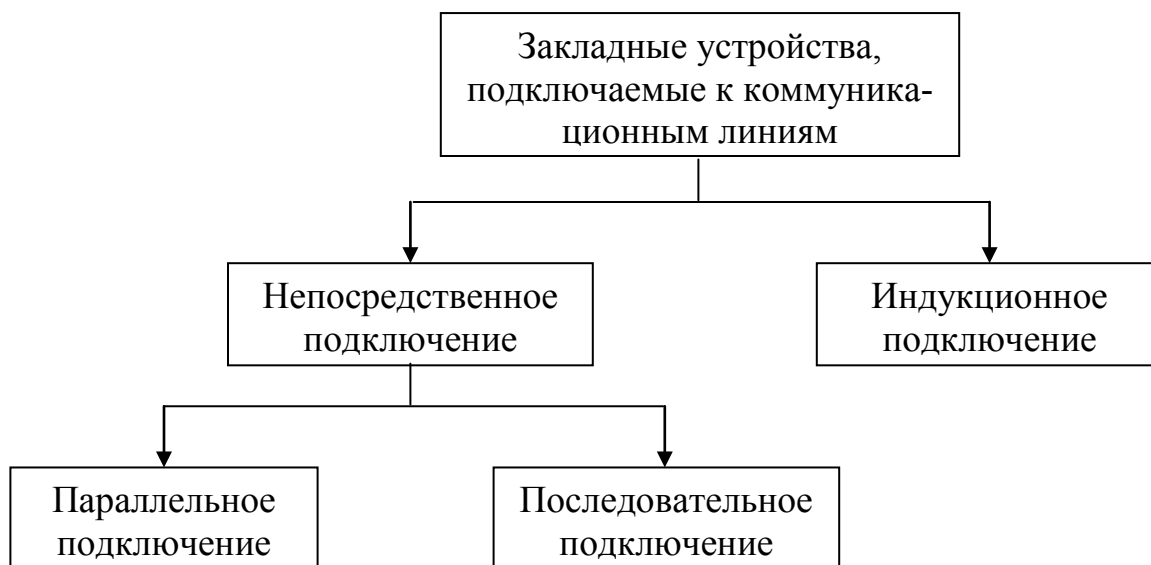 Закладные устройства,
подключаемые к коммуника-
ционным линиям
Непосредственное
подключение
Индукционное
подключение
Параллельное
подключение
Последовательное
подключение